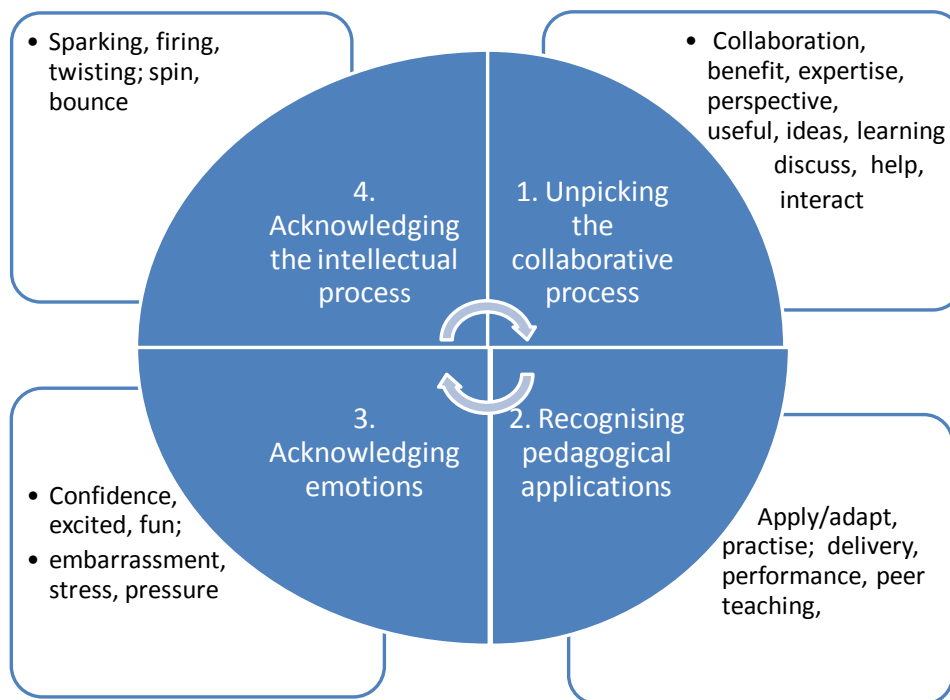 • Sparking, firing,
twisting; spin,
bounce
• Collaboration,
benefit, expertise,
perspective,
useful, ideas, learning
discuss, help,
interact
4.
Acknowledging
the intellectual
process
1. Unpicking
the
collaborative
process
3.
Acknowledging
emotions
2. Recognising
pedagogical
applications
• Confidence,
excited, fun;
• embarrassment,
stress, pressure
Apply/adapt,
practise; delivery,
performance, peer
teaching,